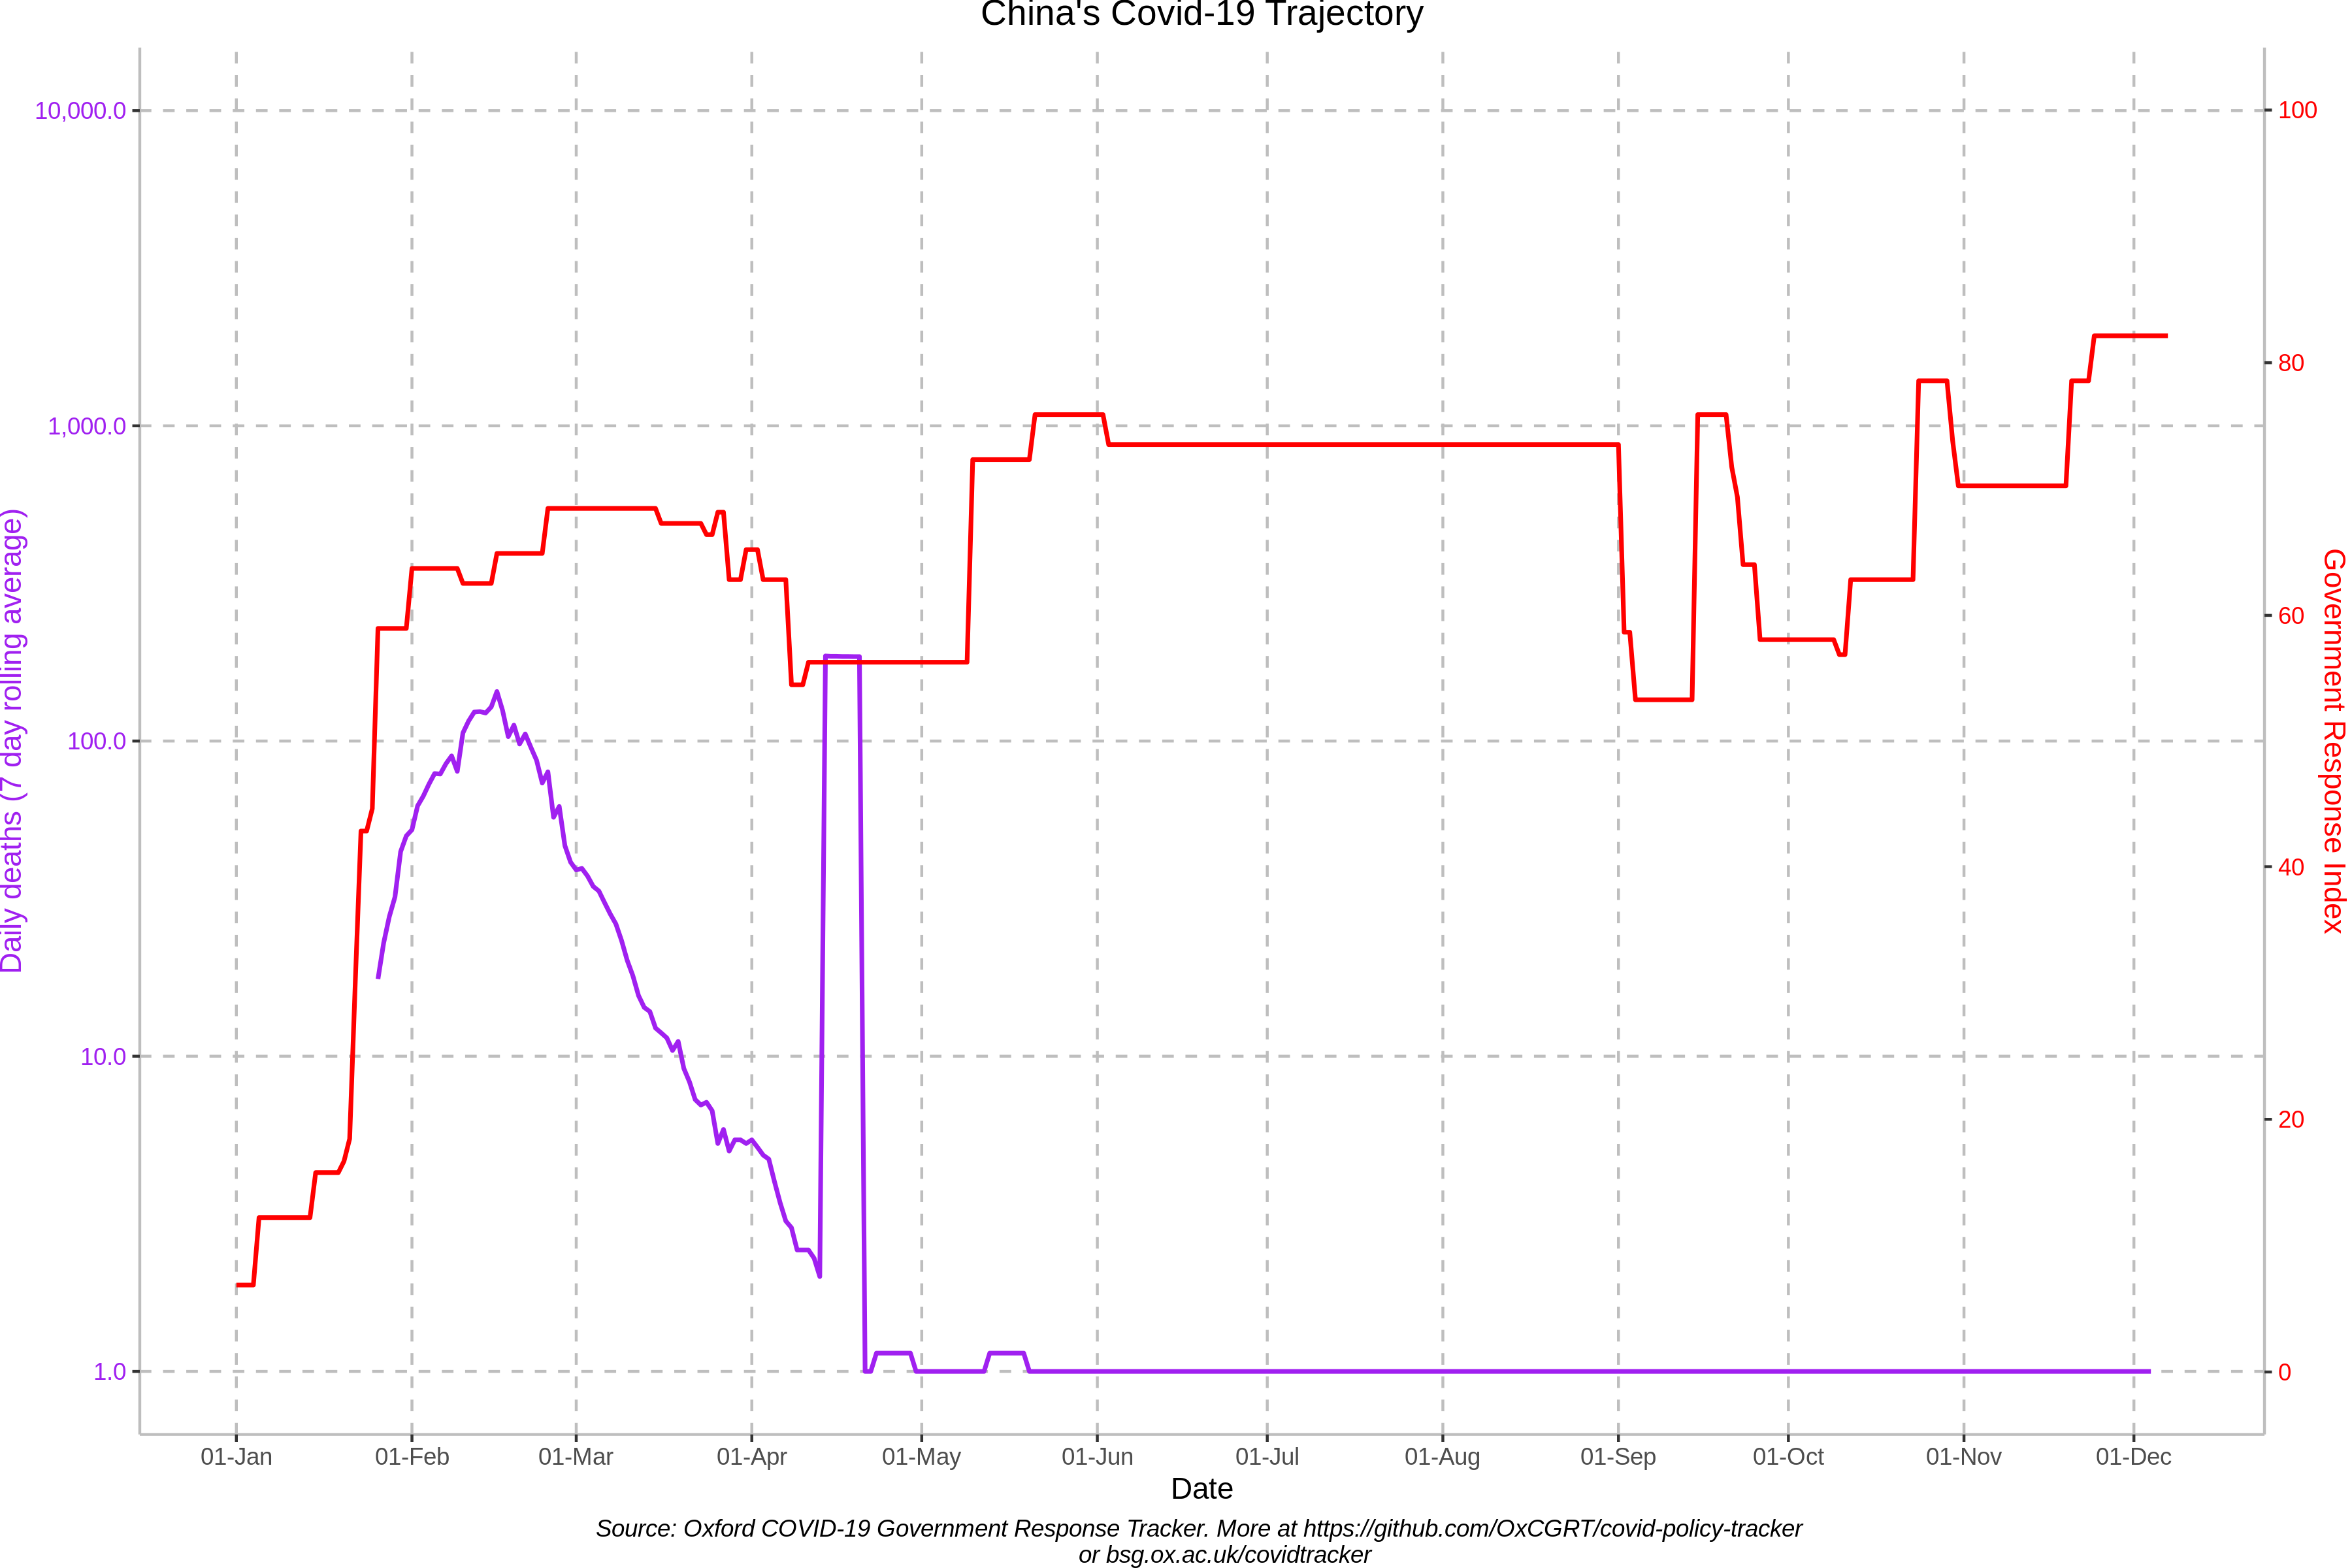 China's Covid-19 Trajectory
10,000.0
1,000.0
100.0
10.0
1.0
Daily deaths (7 day rolling average)
100
80
60
40
20
0
Government Response Index
01-Jan 01-Feb 01-Mar 01-Apr 01-May 01-Jun 01-Jul 01-Aug 01-Sep 01-Oct 01-Nov 01-Dec
Date
Source: Oxford COVID-19 Government Response Tracker. More at https://github.com/OxCGRT/covid-policy-tracker
or bsg.ox.ac.uk/covidtracker